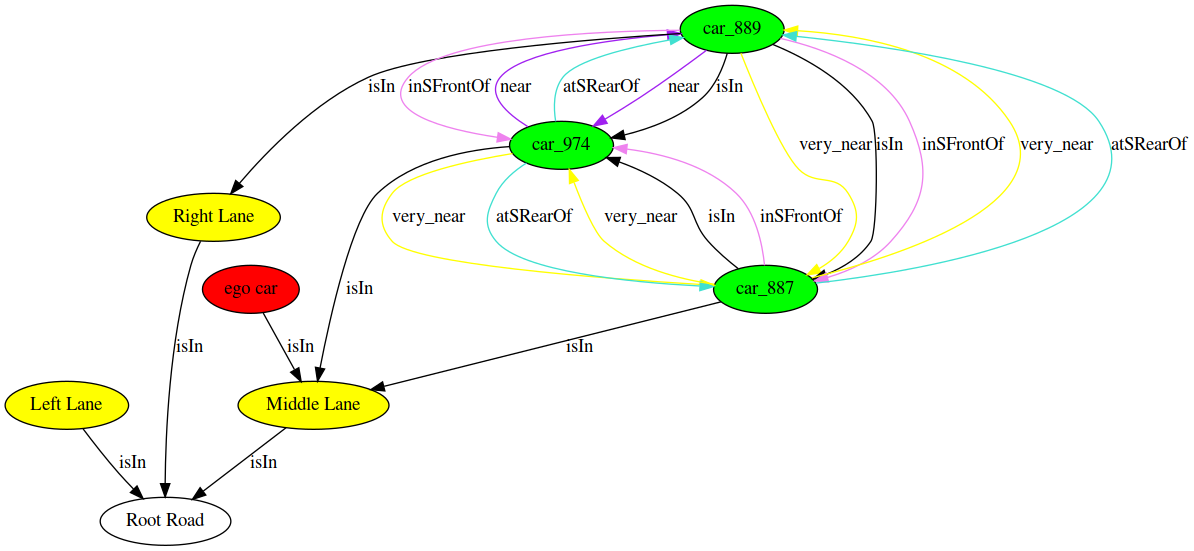 car_889
isIn
inSFrontOf
near
atSRearOf
near
isIn
very_near
isIn
inSFrontOf
very_near
atSRearOf
car_974
Right Lane
very_near
atSRearOf
very_near
isIn
inSFrontOf
ego car
isIn
car_887
isIn
isIn
isIn
Left Lane
Middle Lane
isIn
isIn
Root Road